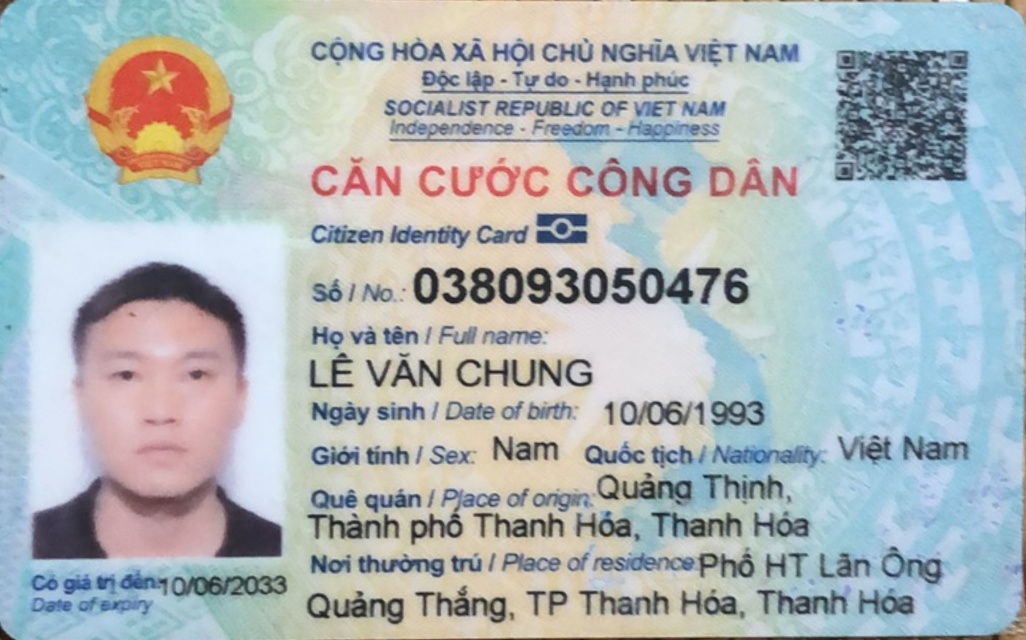 CỘNG HÒA XÃ HỘI CHỦ NGHĨA VIỆT NAM
Độc lập - Tự do - Hạnh phúc
SOCIALIST REPUBLIC OF VIET NAM
Independence - Freedom - Happiness
CĂN CƯỚC CÔNG DÂN
Citizen Identity Card
Số / No.: 038093050476
Họ và tên / Full name:
LÊ VĂN CHUNG
Ngày sinh / Date of birth: 10/06/1993
Giới tính / Sex: Nam Quốc tịch / Nationality: Việt Nam
Quê quán / Place of origin: Quảng Thịnh,
Thành phố Thanh Hóa, Thanh Hóa
Nơi thường trú / Place of residence: Phố HT Lãn Ông
Quảng Thắng, TP Thanh Hóa, Thanh Hóa
Có giá trị đến: 10/06/2033
Date of expiry